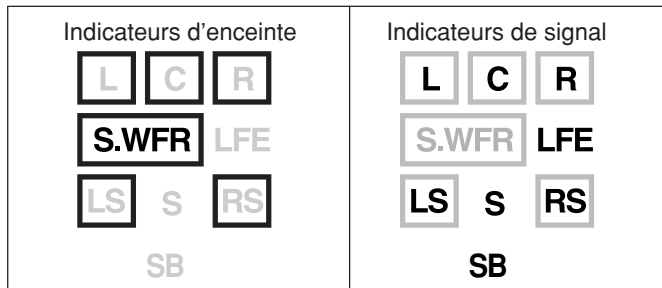 Indicateurs d'enceinte
L C R
S.WFR LFE
LS S RS
SB
Indicateurs de signal
L C R
S.WFR LFE
LS S RS
SB